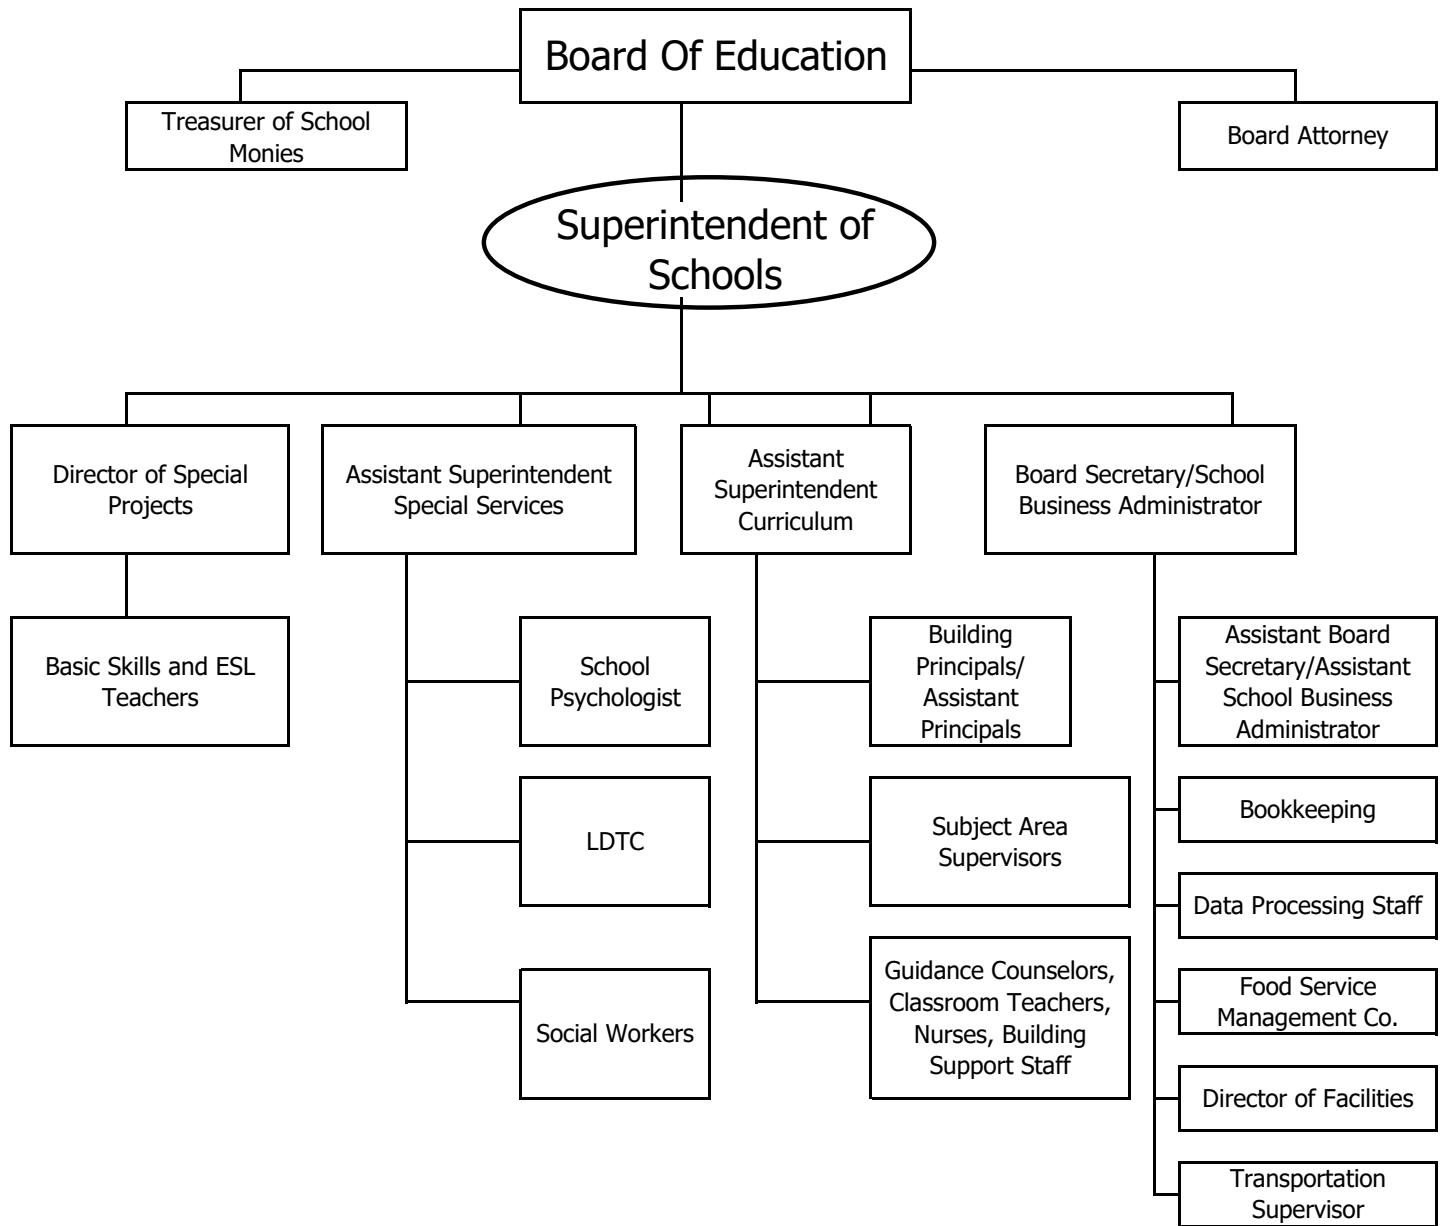 Board Of Education
Treasurer of School
Monies
Board Attorney
Superintendent of
Schools
Director of Special
Projects
Assistant Superintendent
Special Services
Assistant
Superintendent
Curriculum
Board Secretary/School
Business Administrator
Basic Skills and ESL
Teachers
School
Psychologist
Building
Principals/
Assistant
Principals
Assistant Board
Secretary/Assistant
School Business
Administrator
LDTC
Subject Area
Supervisors
Bookkeeping
Data Processing Staff
Social Workers
Guidance Counselors,
Classroom Teachers,
Nurses, Building
Support Staff
Food Service
Management Co.
Director of Facilities
Transportation
Supervisor